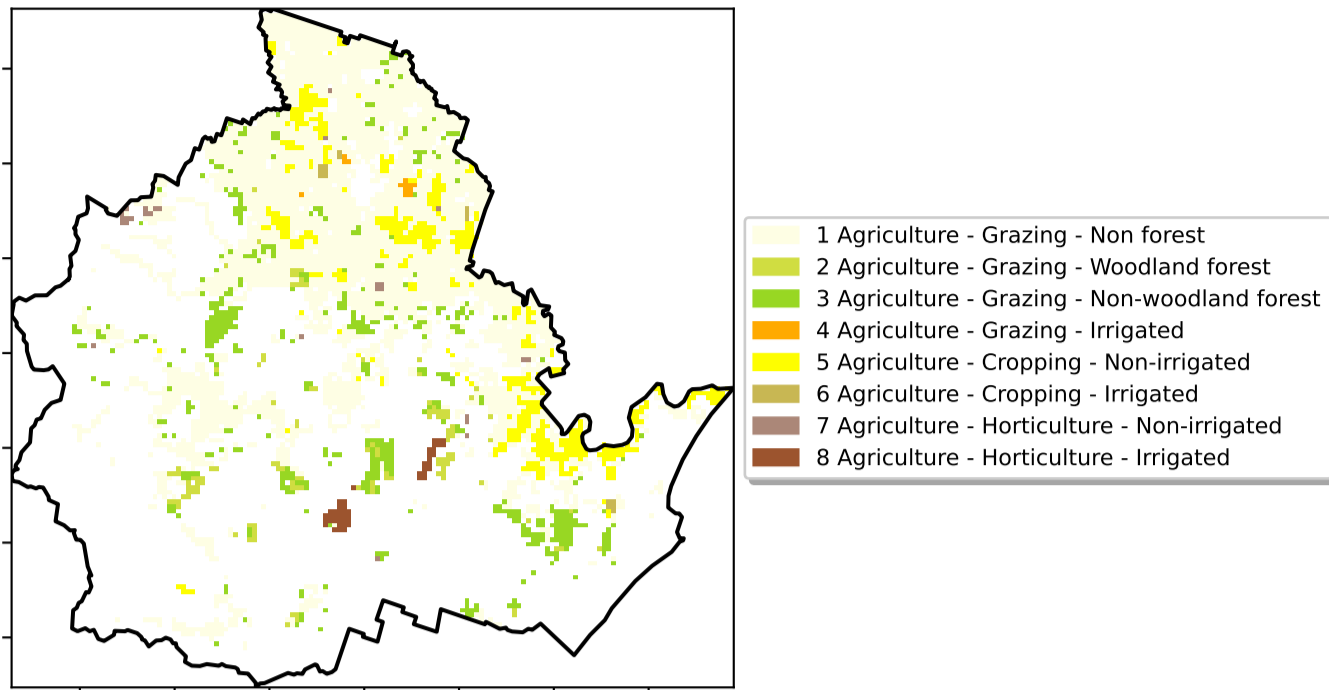 1 Agriculture - Grazing - Non forest
2 Agriculture - Grazing - Woodland forest
3 Agriculture - Grazing - Non-woodland forest
4 Agriculture - Grazing - Irrigated
5 Agriculture - Cropping - Non-irrigated
6 Agriculture - Cropping - Irrigated
7 Agriculture - Horticulture - Non-irrigated
8 Agriculture - Horticulture - Irrigated